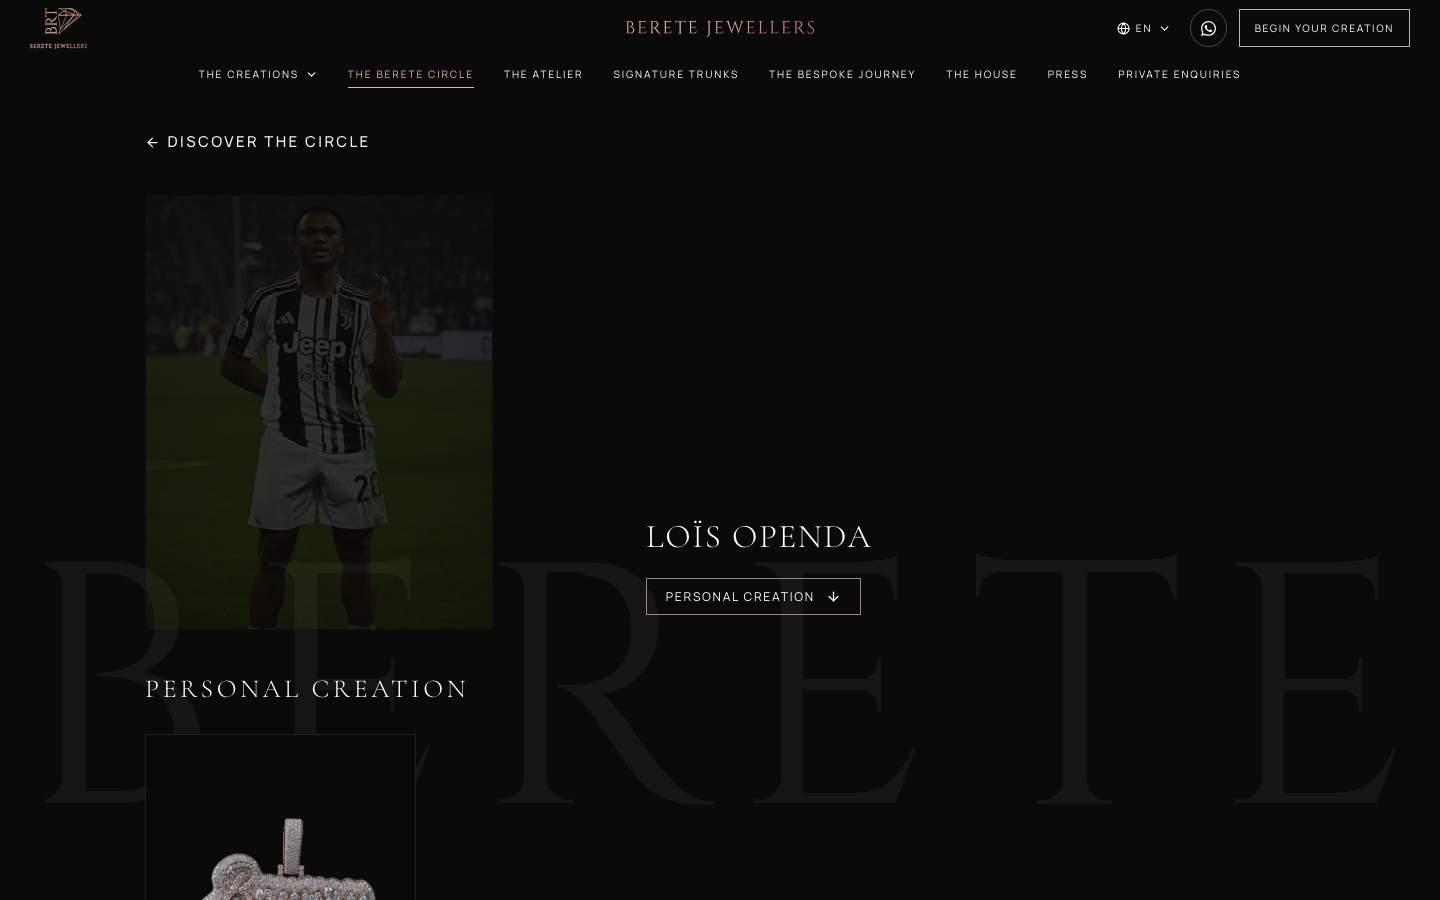 BRT
BERETE JEWELLERS
BERETE JEWELLERS
EN
BEGIN YOUR CREATION
THE CREATIONS
THE BERETE CIRCLE
THE ATELIER
SIGNATURE TRUNKS
THE BESPOKE JOURNEY
THE HOUSE
PRESS
PRIVATE ENQUIRIES
← DISCOVER THE CIRCLE
Jeep
20
LOÏS OPENDA
PERSONAL CREATION ↓
BERETE
PERSONAL CREATION